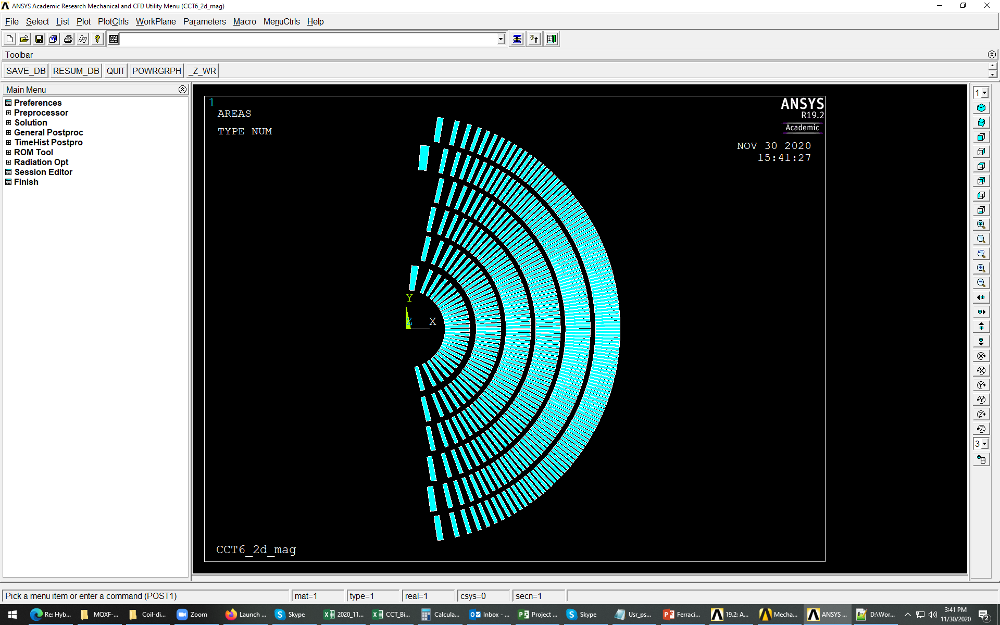 ANSYS Academic Research Mechanical and CFD Utility Menu (CCT6_2d_mag)
File Select List Plot PlotCtrls WorkPlane Parameters Macro MenuCtrls Help
Toolbar
SAVE_DB RESUM_DB QUIT POWRGRPH _Z_WR
Main Menu
Preferences
Preprocessor
Solution
General Postproc
TimeHist Postpro
ROM Tool
Radiation Opt
Session Editor
Finish
1
AREAS
TYPE NUM
ANSYS
R19.2
Academic
NOV 30 2020
15:41:27
Y
Z
X
CCT6_2d_mag
1
3
Pick a menu item or enter a command (POST1)
mat=1
type=1
real=1
csys=0
secn=1
Re: Hyb... MQXF-... Coil-di... Zoom Launch ... Skype 2020_11... CCT_Bi... Calcula... Inbox - ... Project ... Skype Usr_ps... Ferraci... 19.2: A... Mecha... ANSYS ... D:\Wor...
3:41 PM
11/30/2020
2